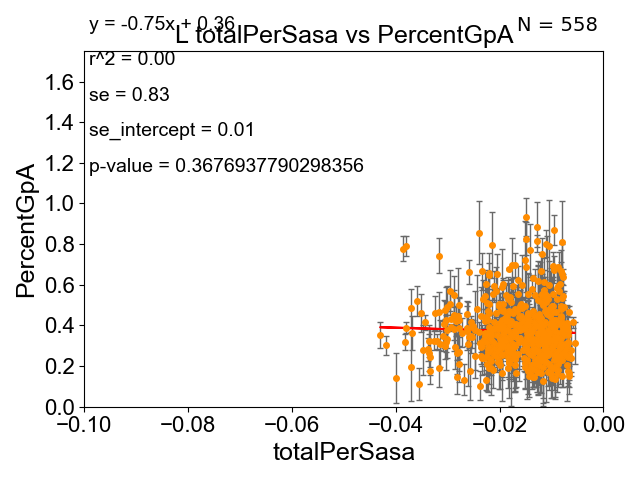 y = -0.75x + 0.36
N = 558
L totalPerSasa vs PercentGpA
r^2 = 0.00
se = 0.83
se_intercept = 0.01
p-value = 0.3676937790298356
PercentGpA
1.6
1.4
1.2
1.0
0.8
0.6
0.4
0.2
0.0
−0.10
−0.08
−0.06
−0.04
−0.02
0.00
totalPerSasa